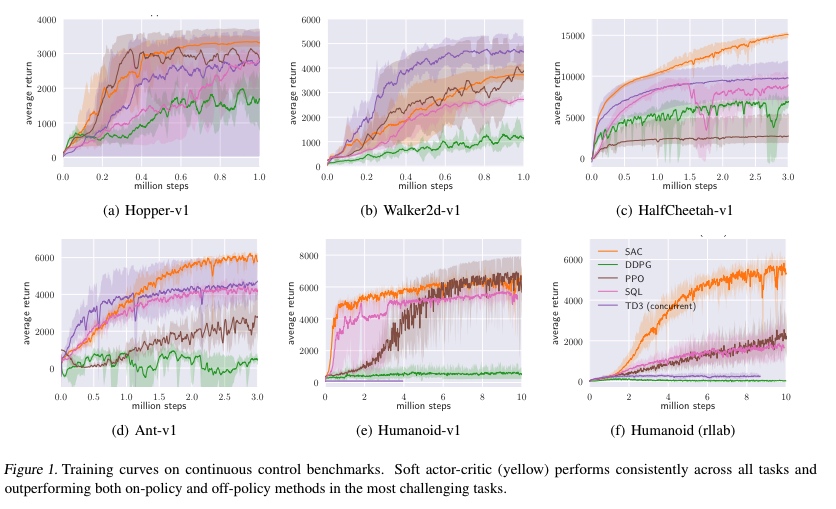 4000
3000
2000
1000
0
average return
0.0 0.2 0.4 0.6 0.8 1.0
million steps
(a) Hopper-v1
6000
5000
4000
3000
2000
1000
0
average return
0.0 0.2 0.4 0.6 0.8 1.0
million steps
(b) Walker2d-v1
15000
10000
5000
0
average return
0.0 0.5 1.0 1.5 2.0 2.5 3.0
million steps
(c) HalfCheetah-v1
6000
4000
2000
0
average return
0.0 0.5 1.0 1.5 2.0 2.5 3.0
million steps
(d) Ant-v1
8000
6000
4000
2000
0
average return
0 2 4 6 8 10
million steps
(e) Humanoid-v1
6000
4000
2000
0
average return
SAC
DDPG
PPO
SQL
TD3 (concurrent)
0 2 4 6 8 10
million steps
(f) Humanoid (rllab)
Figure 1. Training curves on continuous control benchmarks. Soft actor-critic (yellow) performs consistently across all tasks and
outperforming both on-policy and off-policy methods in the most challenging tasks.